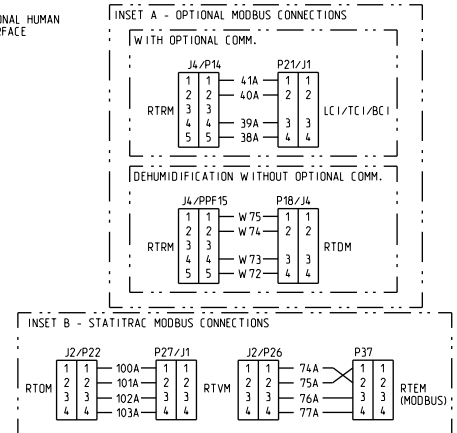 ONAL HUMAN
RFACE
INSET A - OPTIONAL MODBUS CONNECTIONS
WITH OPTIONAL COMM.
J4/P14 P21/J1
1 1 41A 1 1
2 2 40A 2 2
RTRM 3 3 LCI/TCI/BCI
4 4 39A 3 3
5 5 38A 4 4
DEHUMIDIFICATION WITHOUT OPTIONAL COMM.
J4/PPF15 P18/J4
1 1 W75 1 1
2 2 W74 2 2
RTRM 3 3 RTDM
4 4 W73 3 3
5 5 W72 4 4
INSET B - STATITRAC MODBUS CONNECTIONS
J2/P22 P27/J1 J2/P26 P37
1 1 100A 1 1 1 1 74A 1 1
RTOM 2 2 101A 2 2 RTVM 2 2 75A 2 2 RTEM
3 3 102A 3 3 3 3 76A 3 3 (MODBUS)
4 4 103A 4 4 4 4 77A 4 4